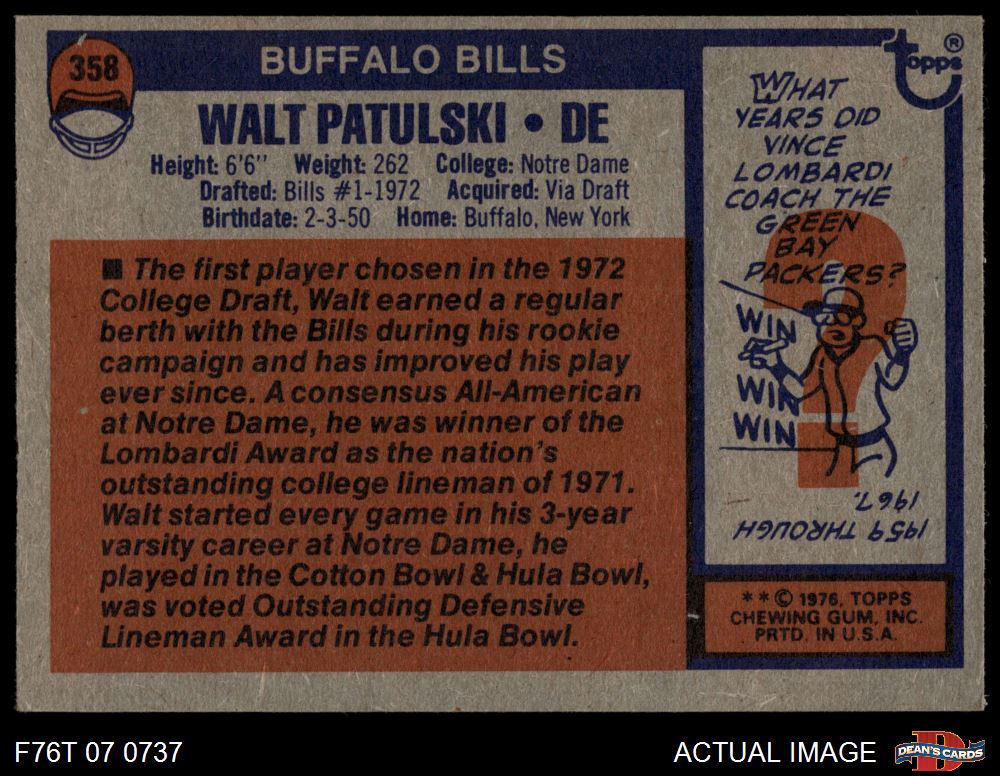 358
BUFFALO BILLS
WALT PATULSKI • DE
Height: 6'6'' Weight: 262 College: Notre Dame
Drafted: Bills #1-1972 Acquired: Via Draft
Birthdate: 2-3-50 Home: Buffalo, New York
■ The first player chosen in the 1972
College Draft, Walt earned a regular
berth with the Bills during his rookie
campaign and has improved his play
ever since. A consensus All-American
at Notre Dame, he was winner of the
Lombardi Award as the nation's
outstanding college lineman of 1971.
Walt started every game in his 3-year
varsity career at Notre Dame, he
played in the Cotton Bowl & Hula Bowl,
was voted Outstanding Defensive
Lineman Award in the Hula Bowl.
Topps ®
WHAT
YEARS DID
VINCE
LOMBARDI
COACH THE
GREEN
BAY
PACKERS?
WIN
WIN
WIN
1959 THROUGH
1967.
** © 1976, TOPPS
CHEWING GUM, INC.
PRTD. IN U.S.A.
F76T 07 0737
ACTUAL IMAGE
DEAN'S CARDS